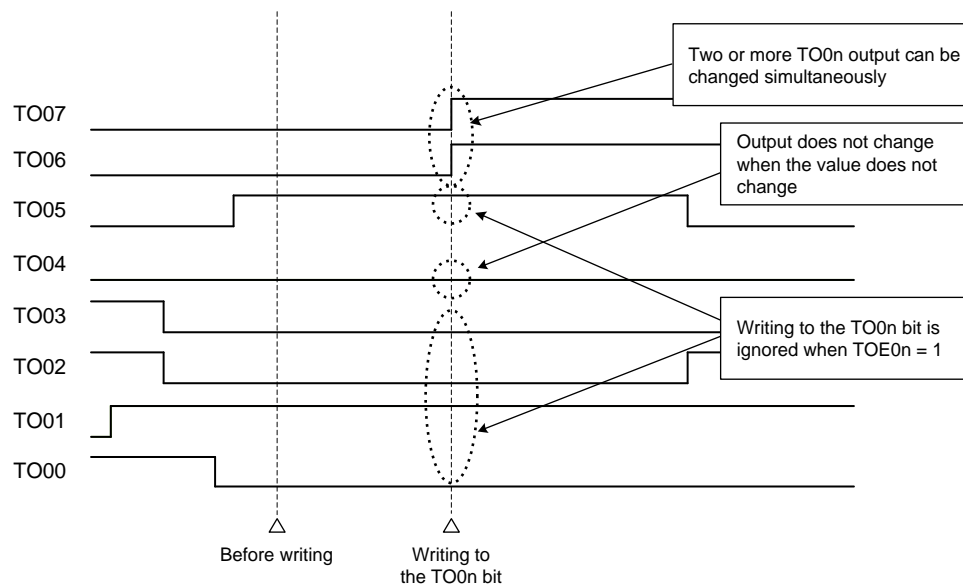 Two or more TO0n output can be
changed simultaneously
TO07
Output does not change
when the value does not
change
TO06
TO05
TO04
TO03
Writing to the TO0n bit is
ignored when TOE0n = 1
TO02
TO01
TO00
Before writing
Writing to
the TO0n bit